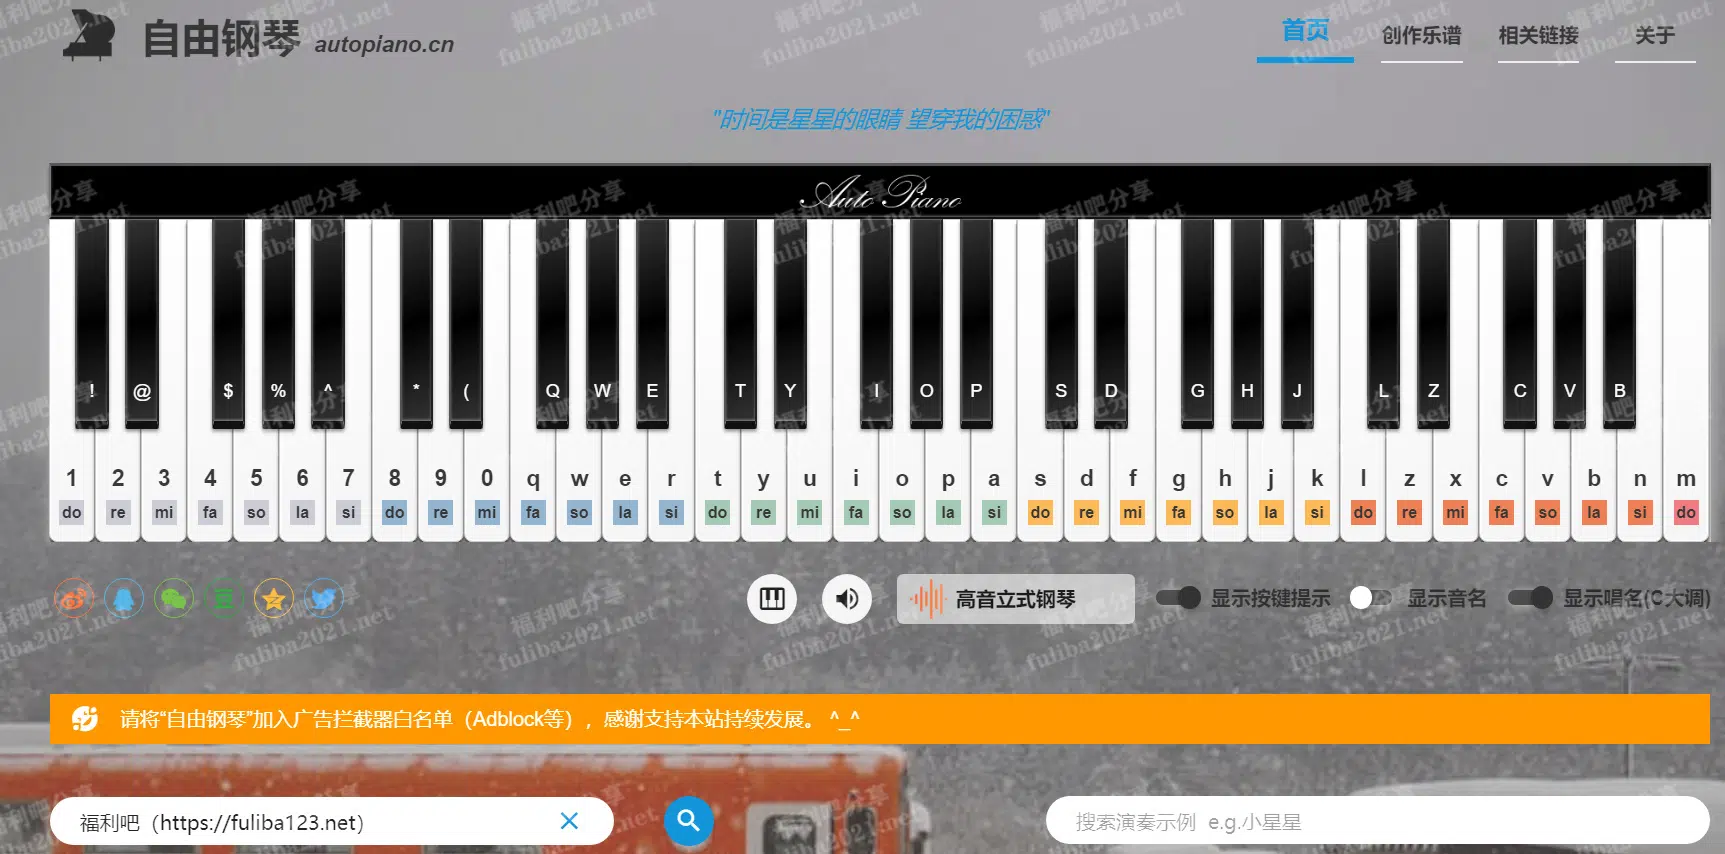 自由钢琴 autopiano.cn
首页 创作乐谱 相关链接 关于
"时间是星星的眼睛 望穿我的困惑"
Auto Piano
! @ $ % ^ * ( Q W E T Y I O P S D G H J L Z C V B
1 2 3 4 5 6 7 8 9 0 q w e r t y u i o p a s d f g h j k l z x c v b n m
do re mi fa so la si do re mi fa so la si do re mi fa so la si do re mi fa so la si do re mi fa so la si do
高音立式钢琴 显示按键提示 显示音名 显示唱名(C大调)
请将“自由钢琴”加入广告拦截器白名单（Adblock等），感谢支持本站持续发展。 ^_^
福利吧（https://fuliba123.net） 搜索演奏示例 e.g.小星星
福利吧分享
fuliba2021.net